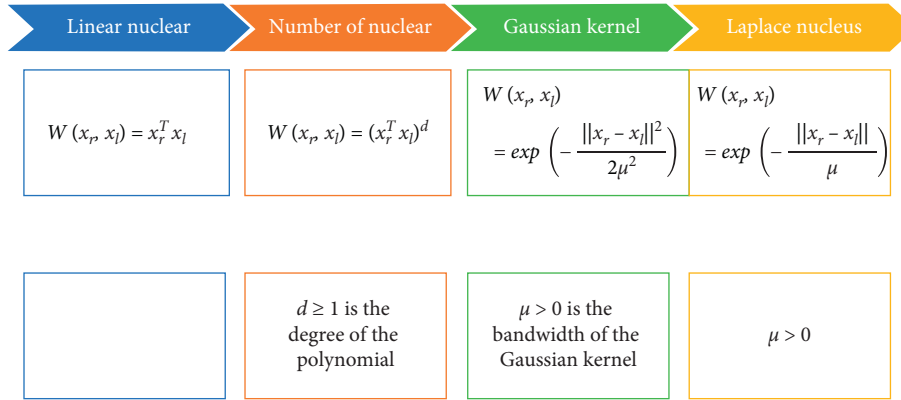 Linear nuclear
Number of nuclear
Gaussian kernel
Laplace nucleus
W (x_r, x_l) = x_r^T x_l
W (x_r, x_l) = (x_r^T x_l)^d
W (x_r, x_l)
= exp (− ||x_r − x_l||^2 / 2μ^2)
W (x_r, x_l)
= exp (− ||x_r − x_l|| / μ)
d ≥ 1 is the
degree of the
polynomial
μ > 0 is the
bandwidth of the
Gaussian kernel
μ > 0